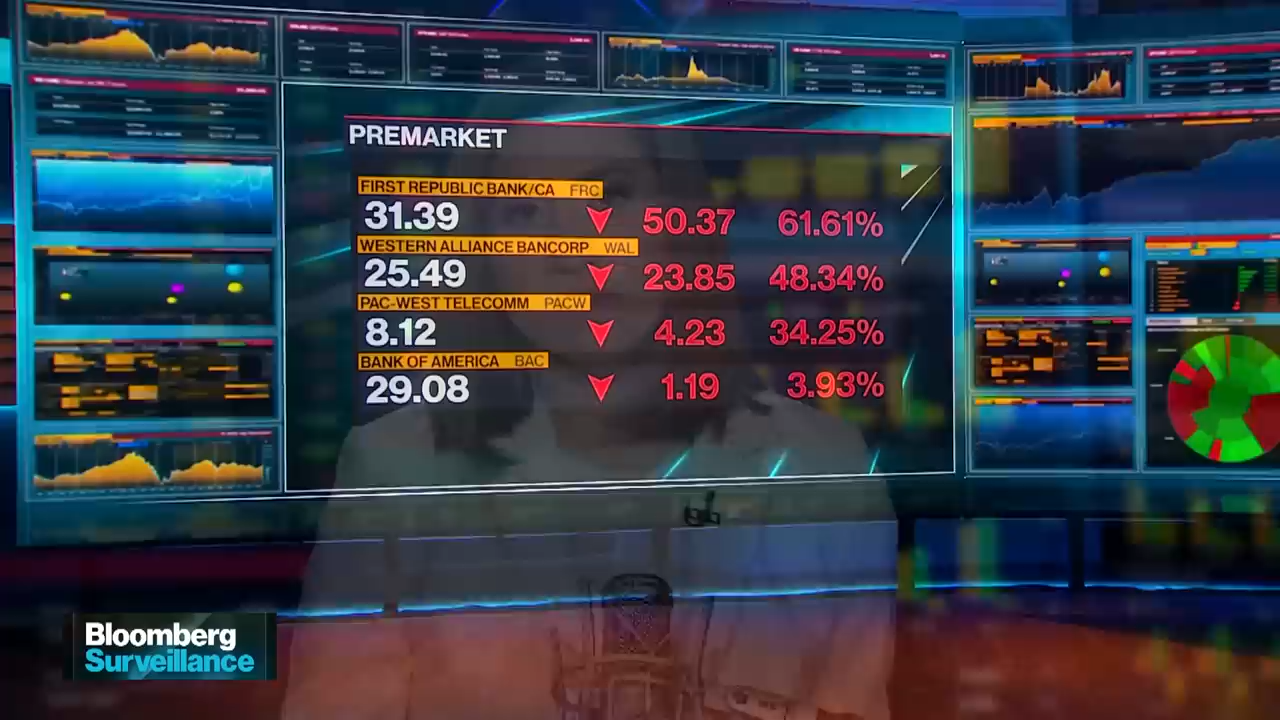 PREMARKET
FIRST REPUBLIC BANK/CA FRC
31.39 50.37 61.61%
WESTERN ALLIANCE BANCORP WAL
25.49 23.85 48.34%
PAC-WEST TELECOMM PACW
8.12 4.23 34.25%
BANK OF AMERICA BAC
29.08 1.19 3.93%
Bloomberg
Surveillance